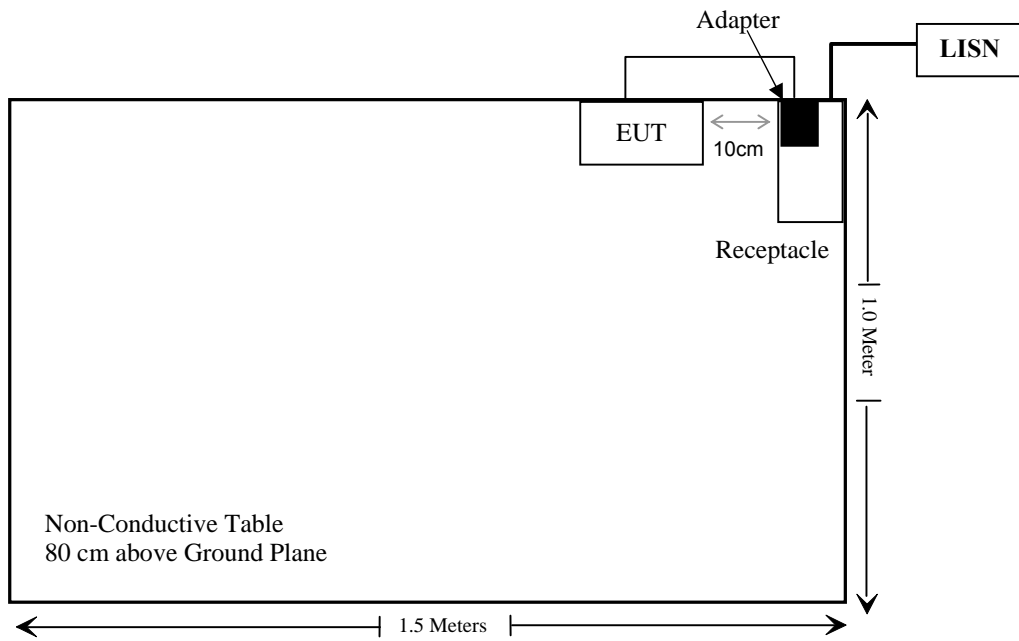 Adapter
LISN
EUT
10cm
Receptacle
1.0 Meter
Non-Conductive Table
80 cm above Ground Plane
1.5 Meters